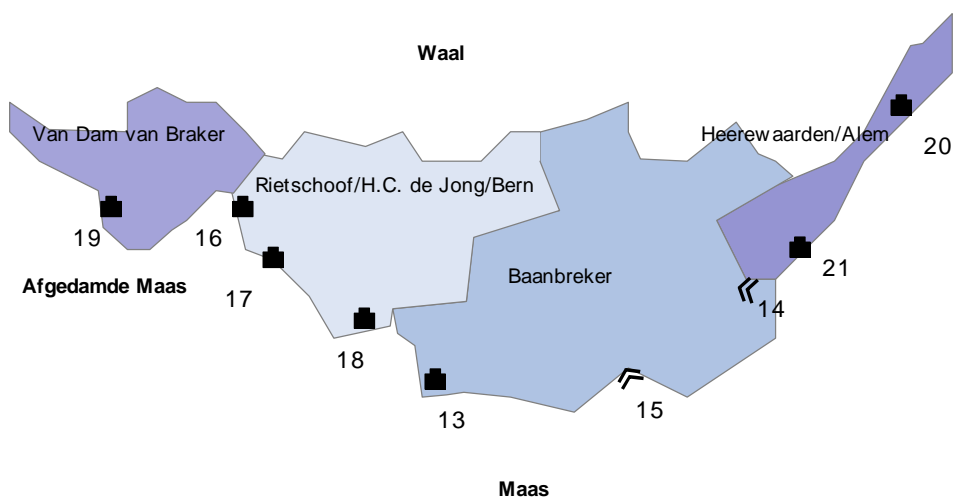 Waal
Van Dam van Braker
Heerewaarden/Alem
20
Rietschoof/H.C. de Jong/Bern
19
16
21
Afgedamde Maas
Baanbreker
17
14
18
13
15
Maas